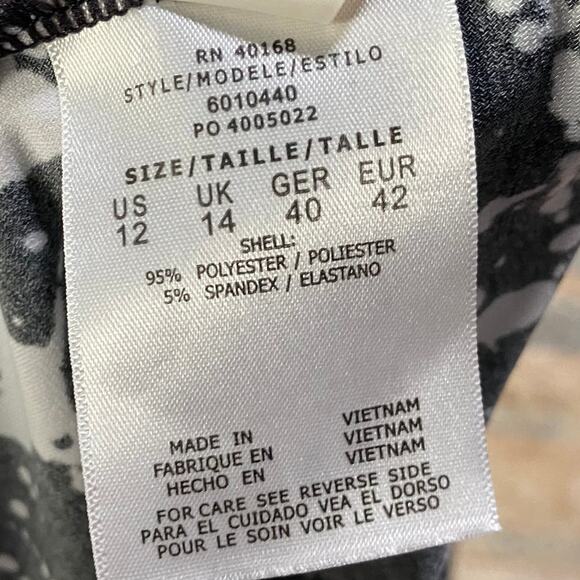 RN 40168
STYLE/MODELE/ESTILO
6010440
PO 4005022
SIZE/TAILLE/TALLE
US UK GER EUR
12 14 40 42
SHELL:
95% POLYESTER / POLIESTER
5% SPANDEX / ELASTANO
MADE IN VIETNAM
FABRIQUE EN VIETNAM
HECHO EN VIETNAM
FOR CARE SEE REVERSE SIDE
PARA EL CUIDADO VEA EL DORSO
POUR LE SOIN VOIR LE VERSO